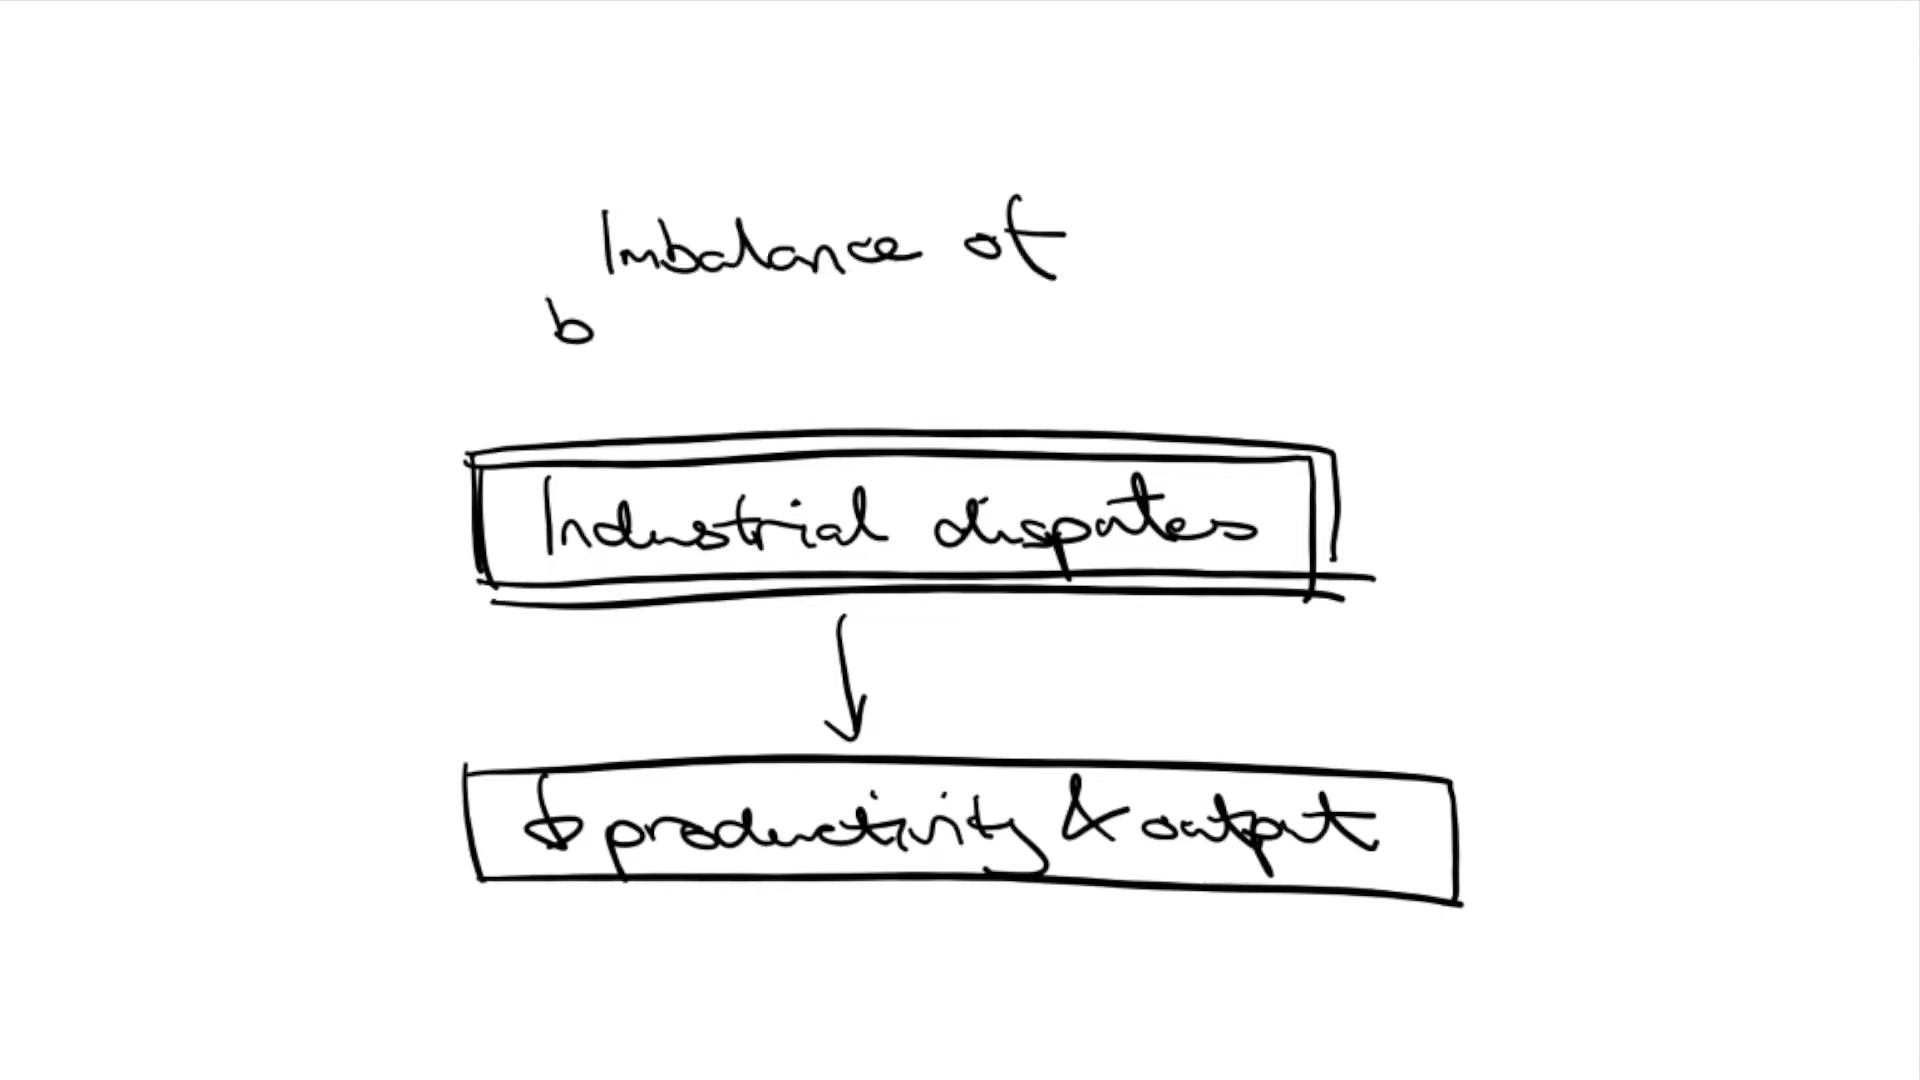 Imbalance of
b
Industrial disputes
↓ productivity & output